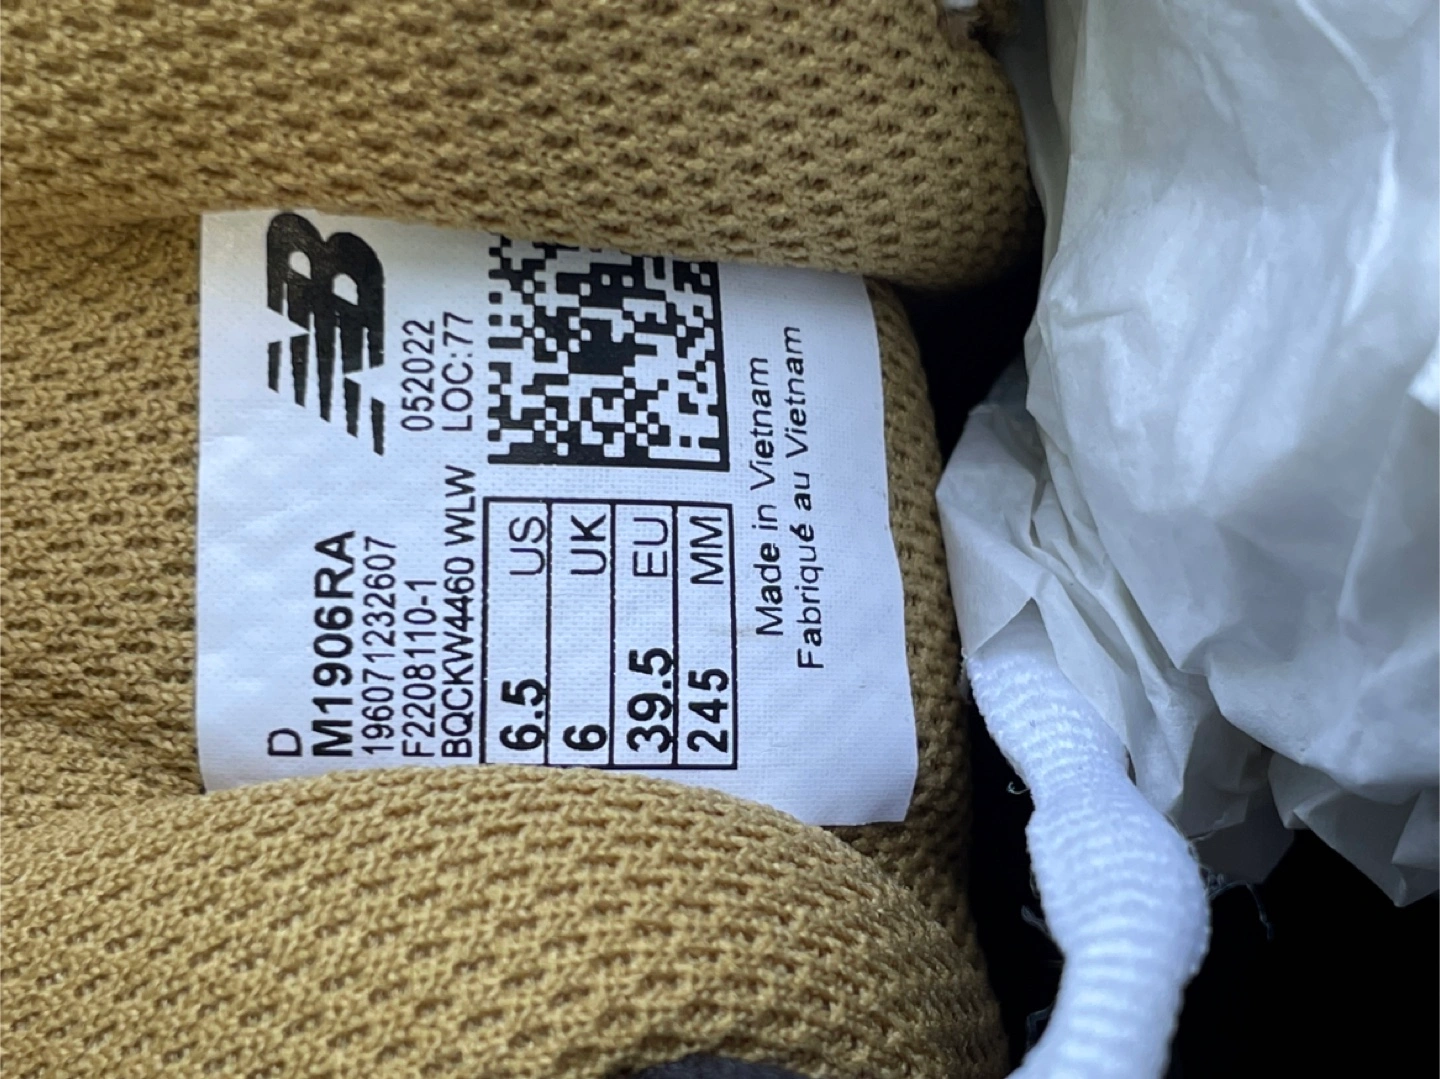 D
M1906RA
196071232607
F2208110-1
052022
BQCKW4460 WLW
LOC:77
6.5 US
6 UK
39.5 EU
245 MM
Made in Vietnam
Fabriqué au Vietnam